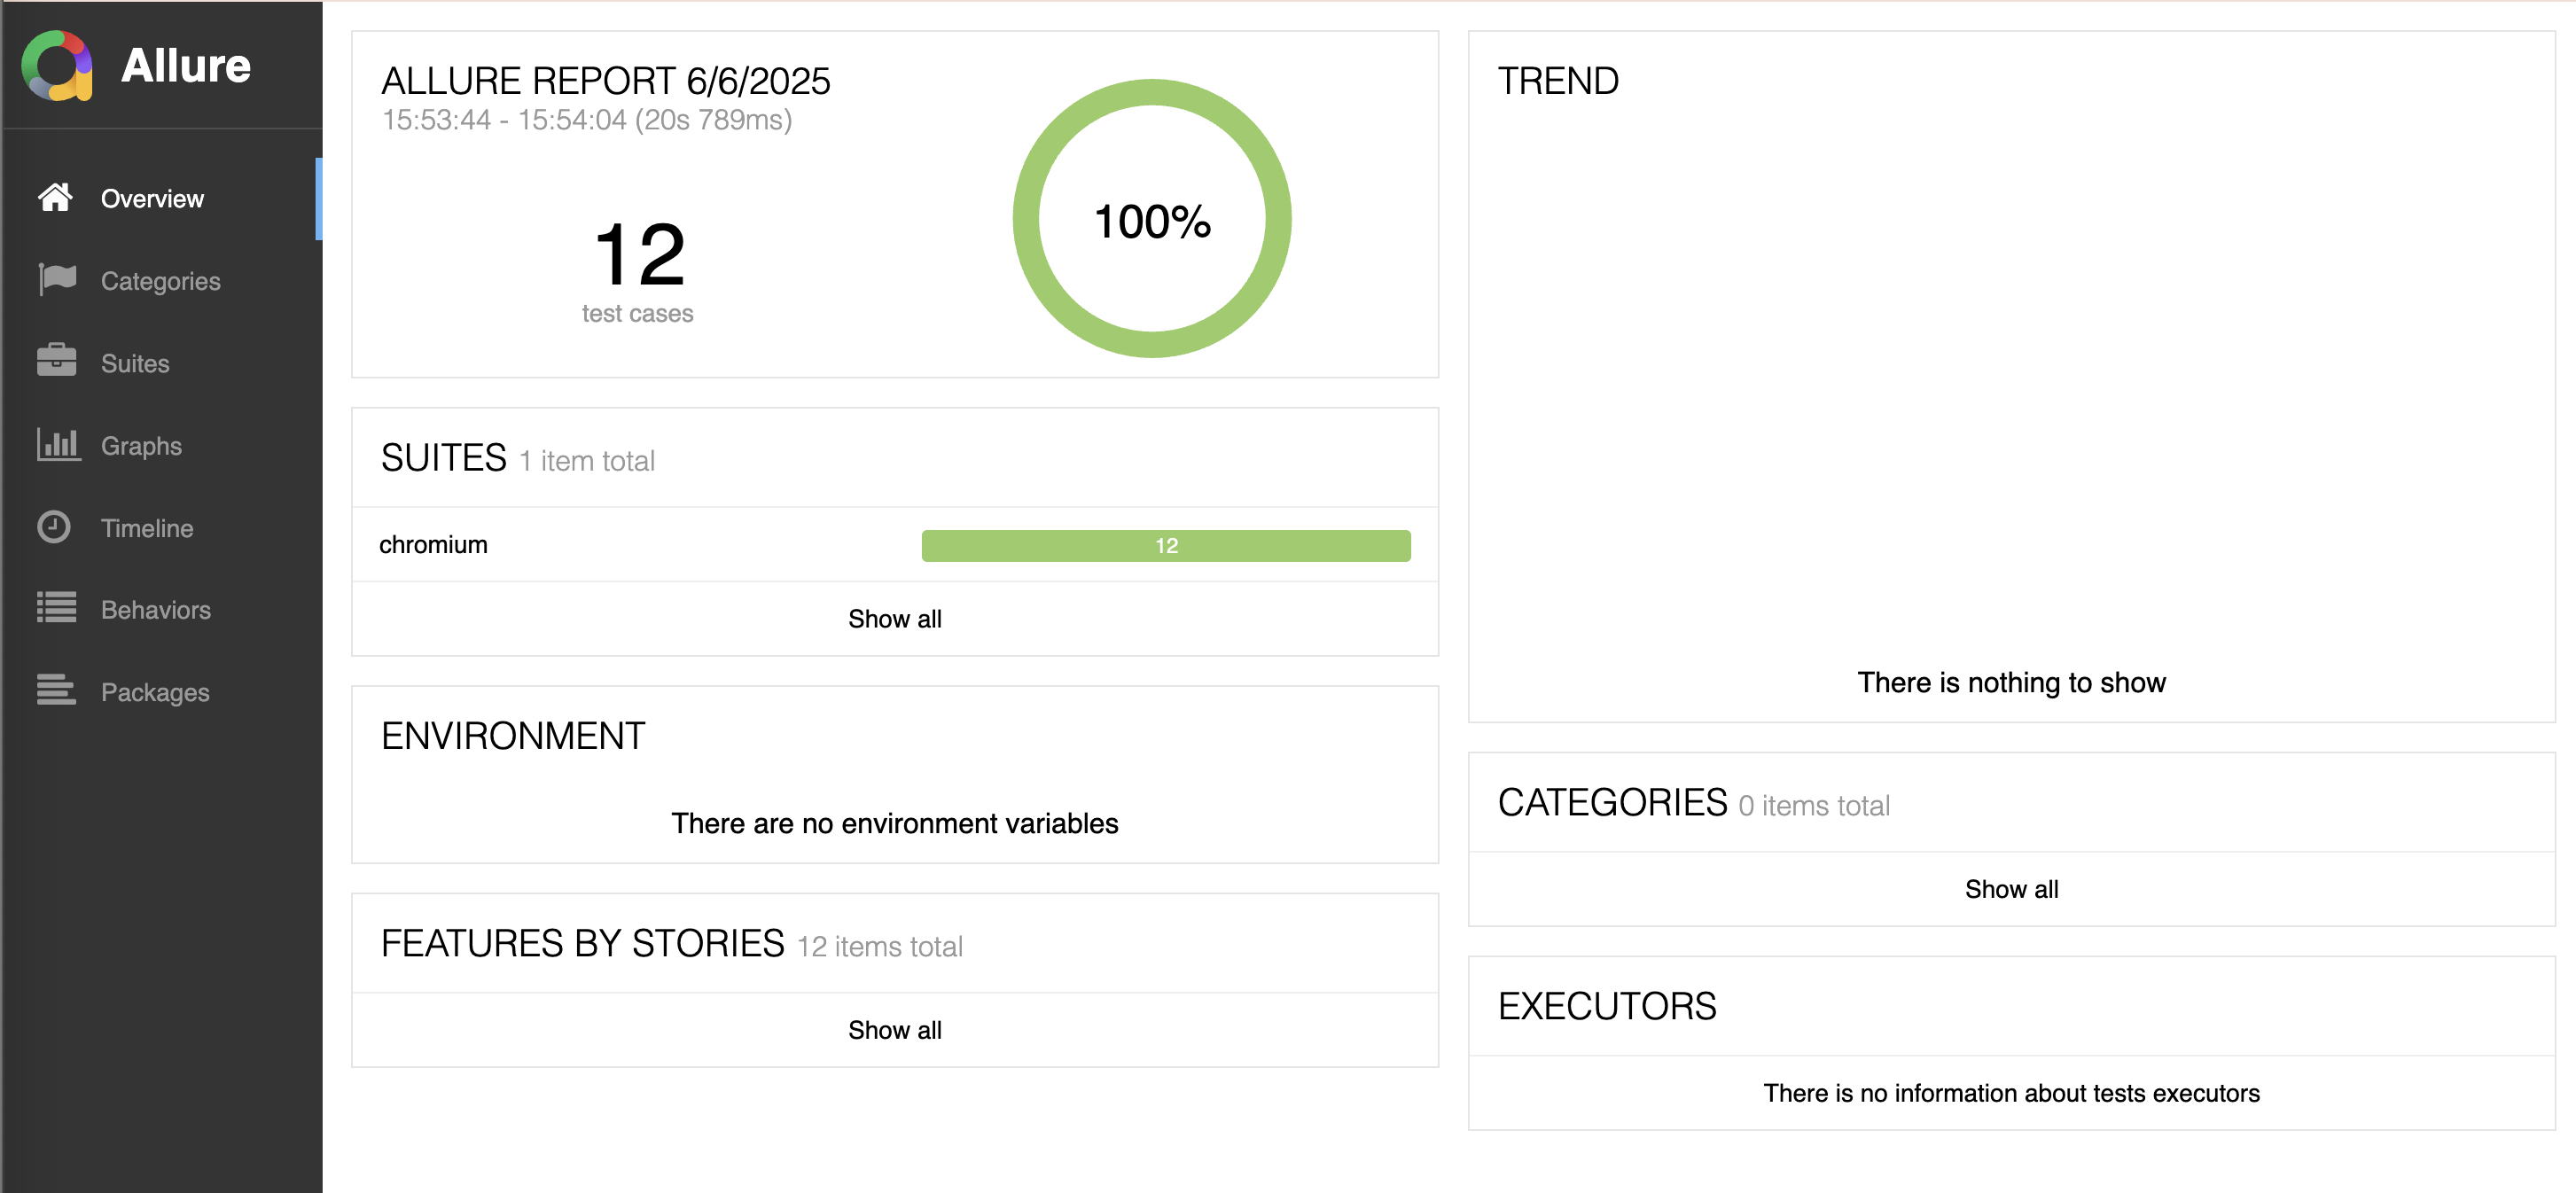 Allure
Overview
Categories
Suites
Graphs
Timeline
Behaviors
Packages
ALLURE REPORT 6/6/2025
15:53:44 - 15:54:04 (20s 789ms)
12
test cases
100%
SUITES 1 item total
chromium 12
Show all
ENVIRONMENT
There are no environment variables
FEATURES BY STORIES 12 items total
Show all
TREND
There is nothing to show
CATEGORIES 0 items total
Show all
EXECUTORS
There is no information about tests executors